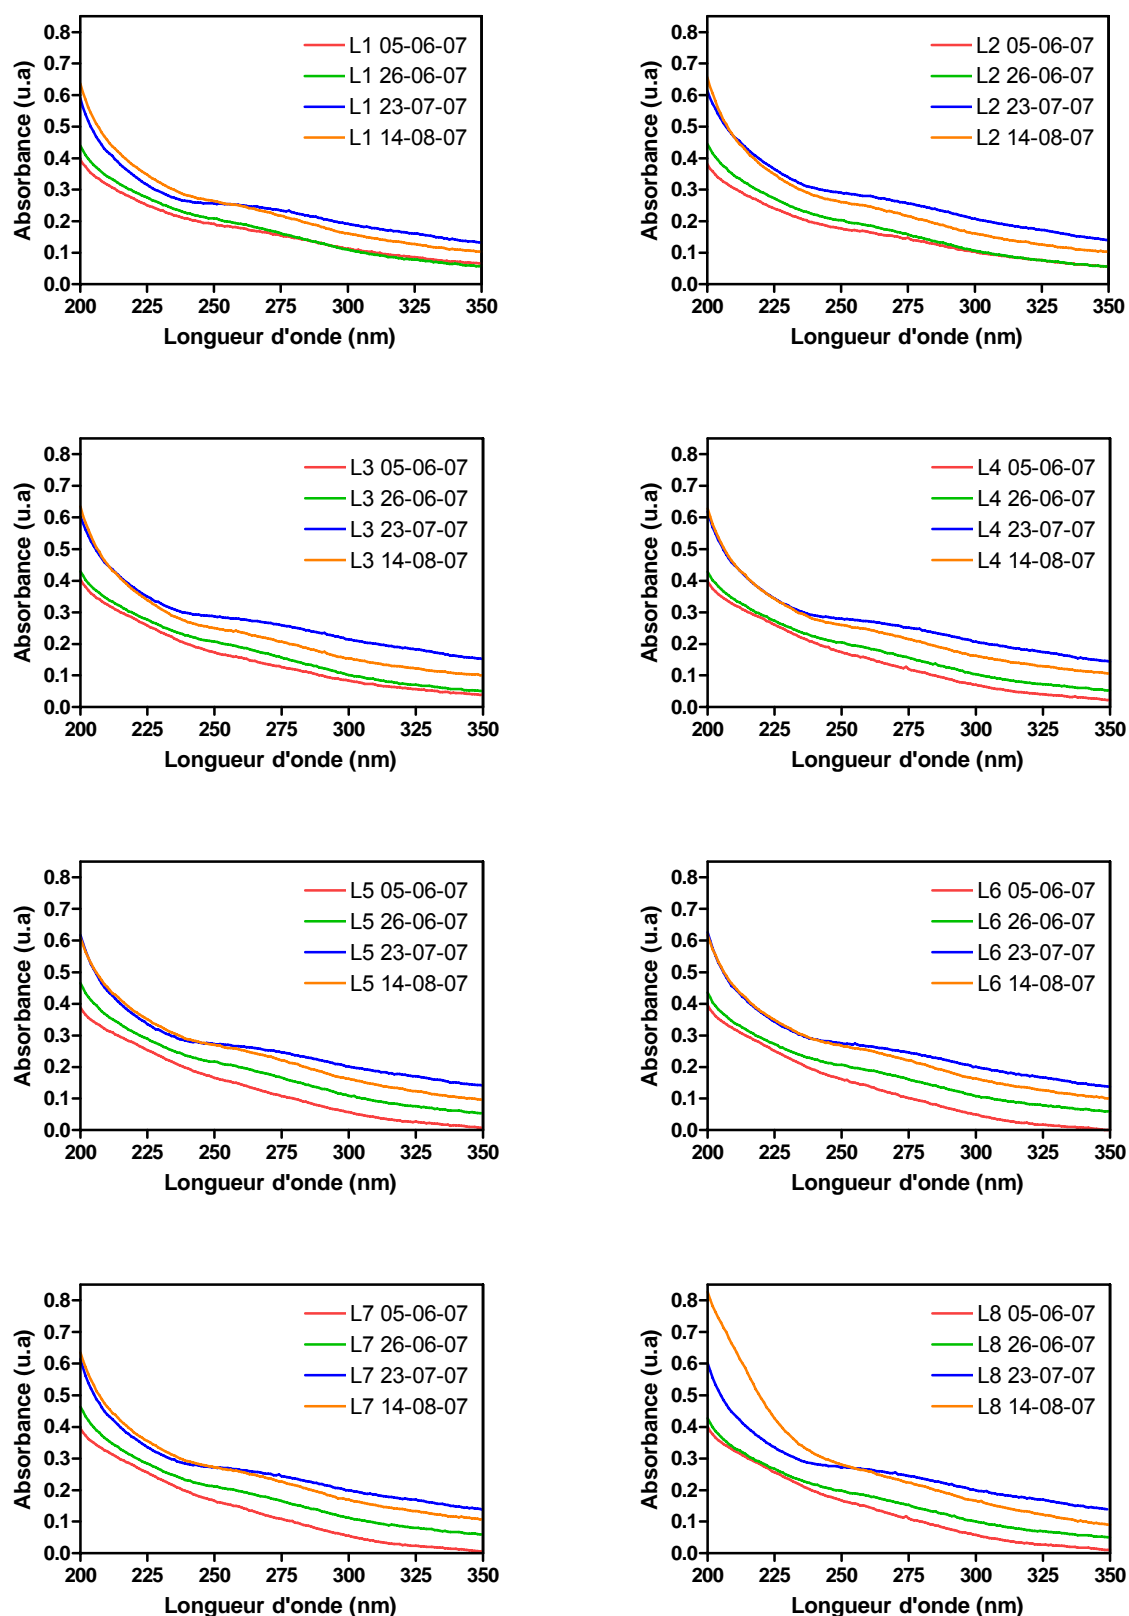 0.8
0.7
0.6
0.5
0.4
0.3
0.2
0.1
0.0
Absorbance (u.a)
L1 05-06-07
L1 26-06-07
L1 23-07-07
L1 14-08-07
200 225 250 275 300 325 350
Longueur d'onde (nm)
0.8
0.7
0.6
0.5
0.4
0.3
0.2
0.1
0.0
Absorbance (u.a)
L2 05-06-07
L2 26-06-07
L2 23-07-07
L2 14-08-07
200 225 250 275 300 325 350
Longueur d'onde (nm)
0.8
0.7
0.6
0.5
0.4
0.3
0.2
0.1
0.0
Absorbance (u.a)
L3 05-06-07
L3 26-06-07
L3 23-07-07
L3 14-08-07
200 225 250 275 300 325 350
Longueur d'onde (nm)
0.8
0.7
0.6
0.5
0.4
0.3
0.2
0.1
0.0
Absorbance (u.a)
L4 05-06-07
L4 26-06-07
L4 23-07-07
L4 14-08-07
200 225 250 275 300 325 350
Longueur d'onde (nm)
0.8
0.7
0.6
0.5
0.4
0.3
0.2
0.1
0.0
Absorbance (u.a)
L5 05-06-07
L5 26-06-07
L5 23-07-07
L5 14-08-07
200 225 250 275 300 325 350
Longueur d'onde (nm)
0.8
0.7
0.6
0.5
0.4
0.3
0.2
0.1
0.0
Absorbance (u.a)
L6 05-06-07
L6 26-06-07
L6 23-07-07
L6 14-08-07
200 225 250 275 300 325 350
Longueur d'onde (nm)
0.8
0.7
0.6
0.5
0.4
0.3
0.2
0.1
0.0
Absorbance (u.a)
L7 05-06-07
L7 26-06-07
L7 23-07-07
L7 14-08-07
200 225 250 275 300 325 350
Longueur d'onde (nm)
0.8
0.7
0.6
0.5
0.4
0.3
0.2
0.1
0.0
Absorbance (u.a)
L8 05-06-07
L8 26-06-07
L8 23-07-07
L8 14-08-07
200 225 250 275 300 325 350
Longueur d'onde (nm)